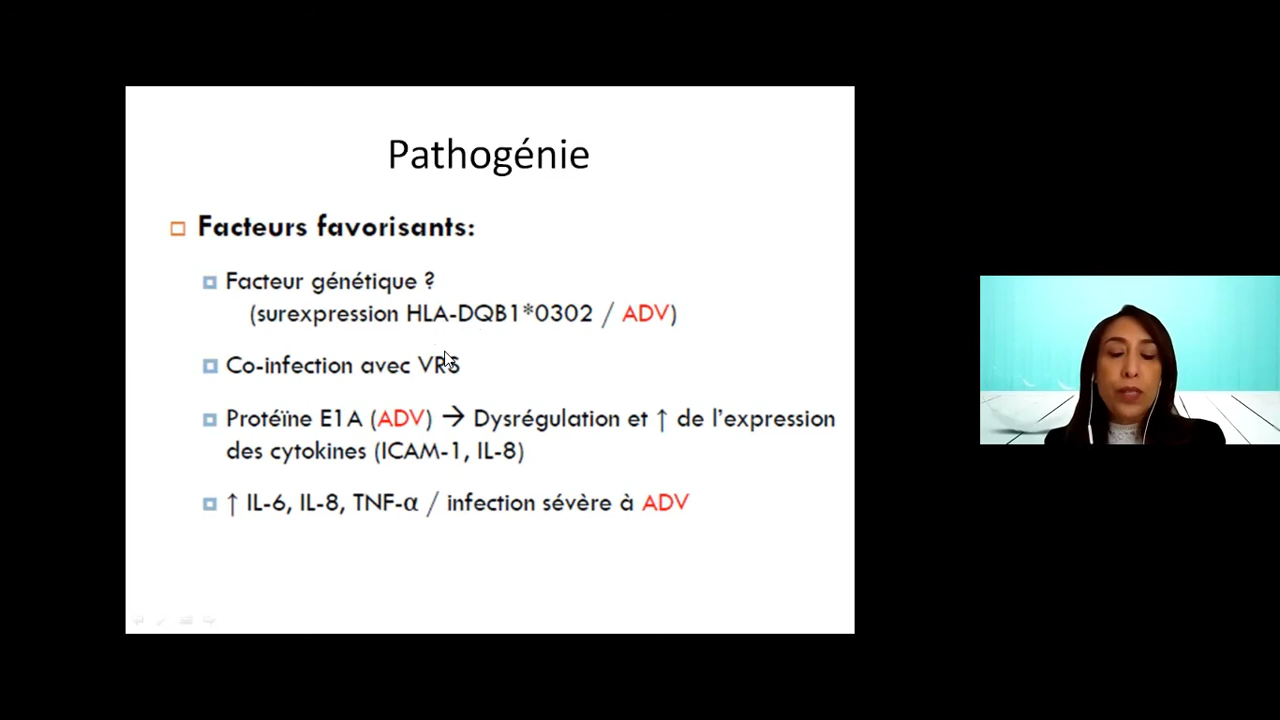 Pathogénie
Facteurs favorisants:
Facteur génétique ?
(surexpression HLA-DQB1*0302 / ADV)
Co-infection avec VRS
Protéïne E1A (ADV) → Dysrégulation et ↑ de l'expression
des cytokines (ICAM-1, IL-8)
↑ IL-6, IL-8, TNF-α / infection sévère à ADV